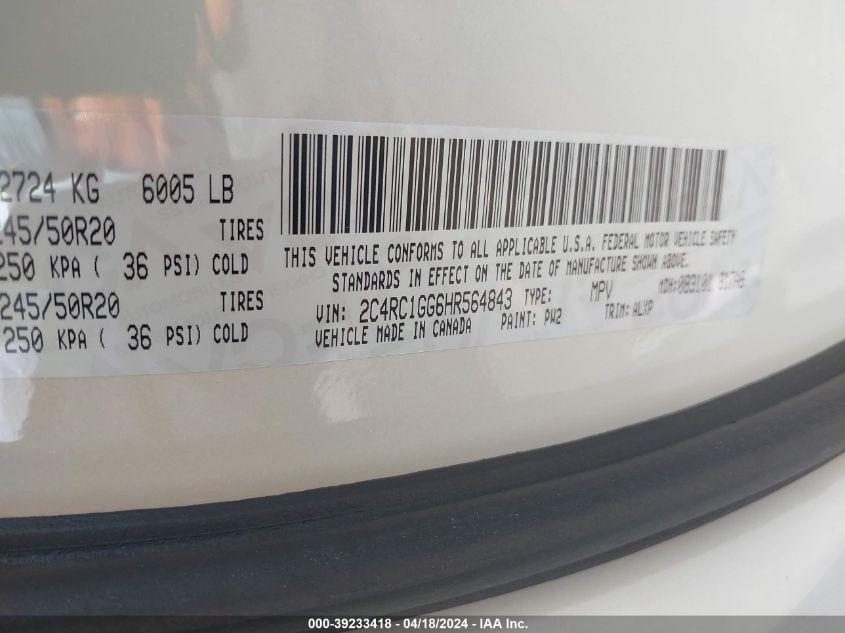 2724 KG 6005 LB
245/50R20 TIRES
250 KPA ( 36 PSI) COLD
245/50R20 TIRES
250 KPA ( 36 PSI) COLD
THIS VEHICLE CONFORMS TO ALL APPLICABLE U.S.A. FEDERAL MOTOR VEHICLE SAFETY
STANDARDS IN EFFECT ON THE DATE OF MANUFACTURE SHOWN ABOVE.
VIN: 2C4RC1GG6HR564843 TYPE: MPV MDH:
VEHICLE MADE IN CANADA PAINT: PW2 TRIM:
000-39233418 - 04/18/2024 - IAA Inc.